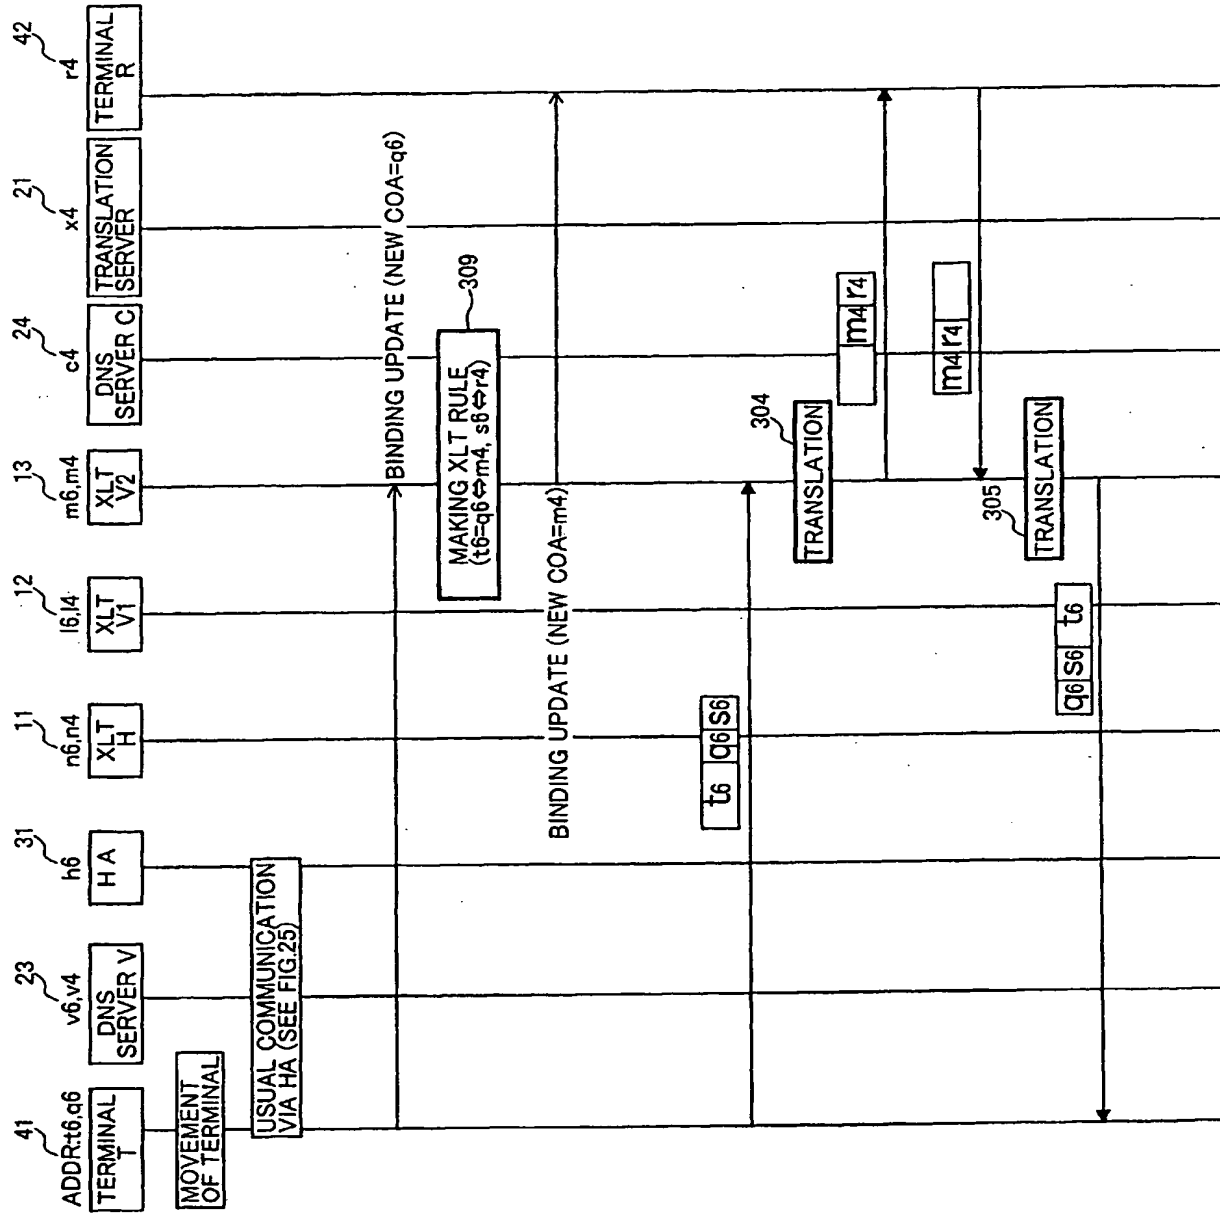 41
ADDR:t6,q6
TERMINAL
T
23
v6,v4
DNS
SERVER V
31
h6
H A
11
n6,n4
XLT
H
12
l6,l4
XLT
V1
13
m6,m4
XLT
V2
24
c4
DNS
SERVER C
21
x4
TRANSLATION
SERVER
42
r4
TERMINAL
R
MOVEMENT
OF TERMINAL
USUAL COMMUNICATION
VIA HA (SEE FIG.25)
BINDING UPDATE (NEW COA=q6)
309
MAKING XLT RULE
(t6=q6⇔m4, s6⇔r4)
BINDING UPDATE (NEW COA=m4)
t6 q6 s6
304
TRANSLATION
m4 r4
m4 r4
305
TRANSLATION
q6 s6 t6